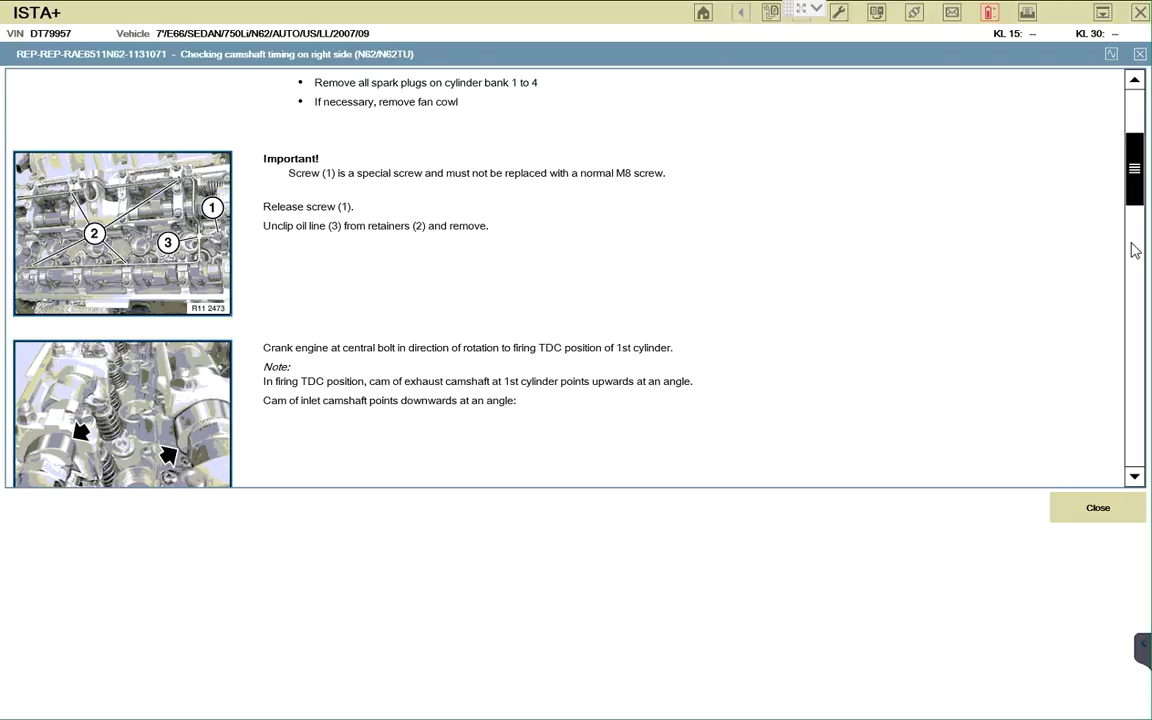 ISTA+
VIN DT79957 Vehicle 7'/E66/SEDAN/750Li/N62/AUTO/US/LL/2007/09 KL 15: -- KL 30: --
REP-REP-RAE6511N62-1131071 - Checking camshaft timing on right side (N62/N62TU)
• Remove all spark plugs on cylinder bank 1 to 4
• If necessary, remove fan cowl
Important!
Screw (1) is a special screw and must not be replaced with a normal M8 screw.
Release screw (1).
Unclip oil line (3) from retainers (2) and remove.
1
2
3
R11 2473
Crank engine at central bolt in direction of rotation to firing TDC position of 1st cylinder.
Note:
In firing TDC position, cam of exhaust camshaft at 1st cylinder points upwards at an angle.
Cam of inlet camshaft points downwards at an angle:
Close